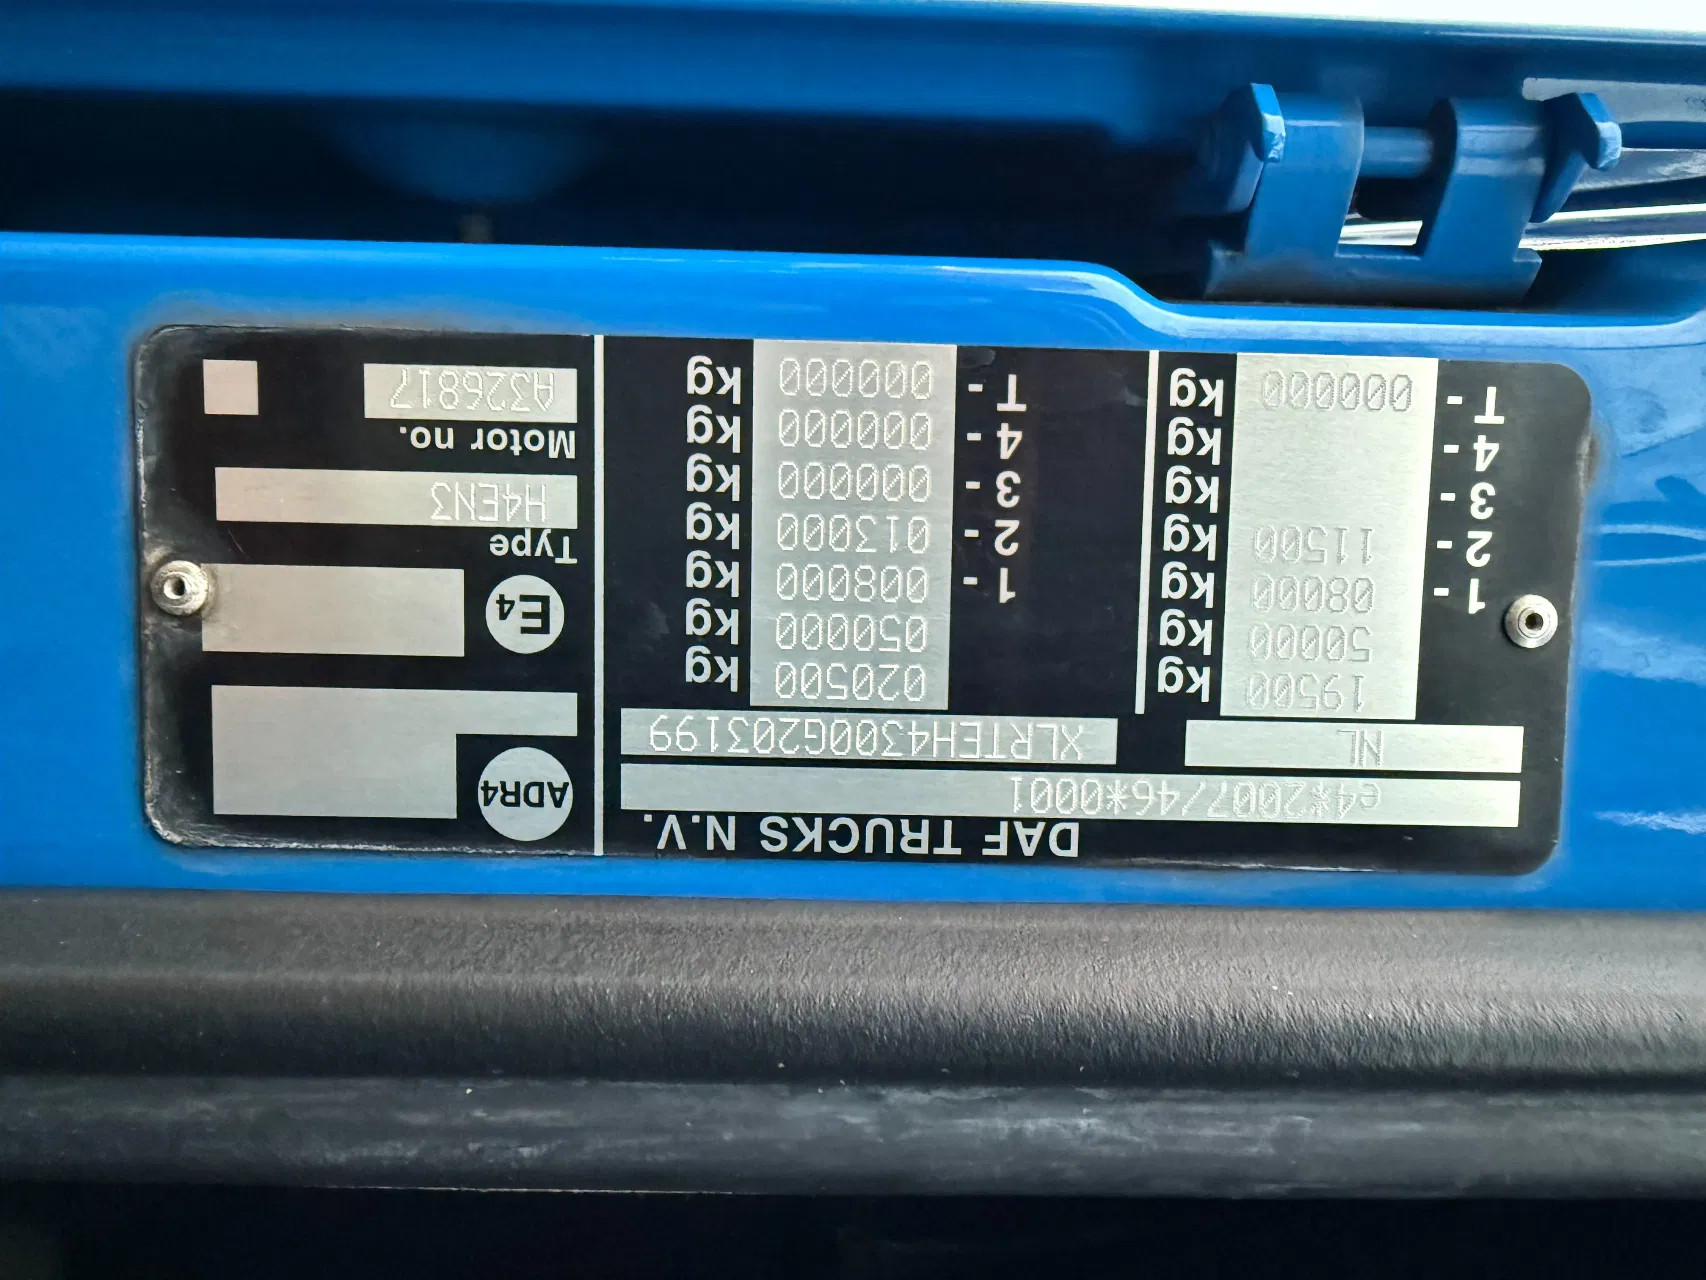 DAF TRUCKS N.V.
e4*2007/46*0001
NL XLRTEH4300G203199
19500 kg 020500 kg
50000 kg 050000 kg
1 - 08000 kg 1 - 008000 kg
2 - 11500 kg 2 - 013000 kg
3 - kg 3 - 000000 kg
4 - kg 4 - 000000 kg
T - 000000 kg T - 000000 kg
ADR4
E4
Type
H4EN3
Motor no.
A326817